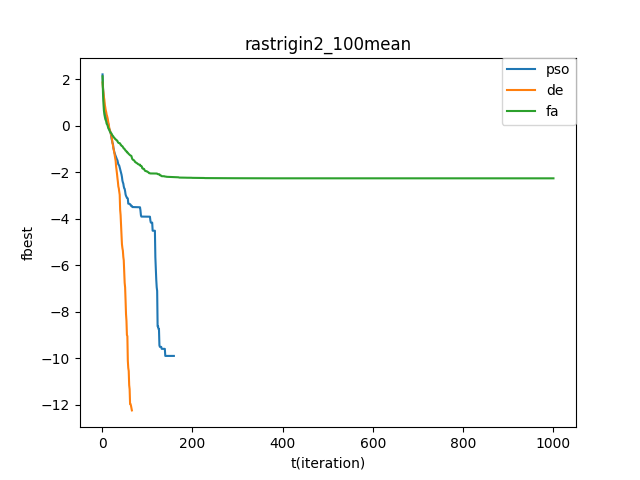 rastrigin2_100mean
pso
de
fa
fbest
2
0
−2
−4
−6
−8
−10
−12
0 200 400 600 800 1000
t(iteration)